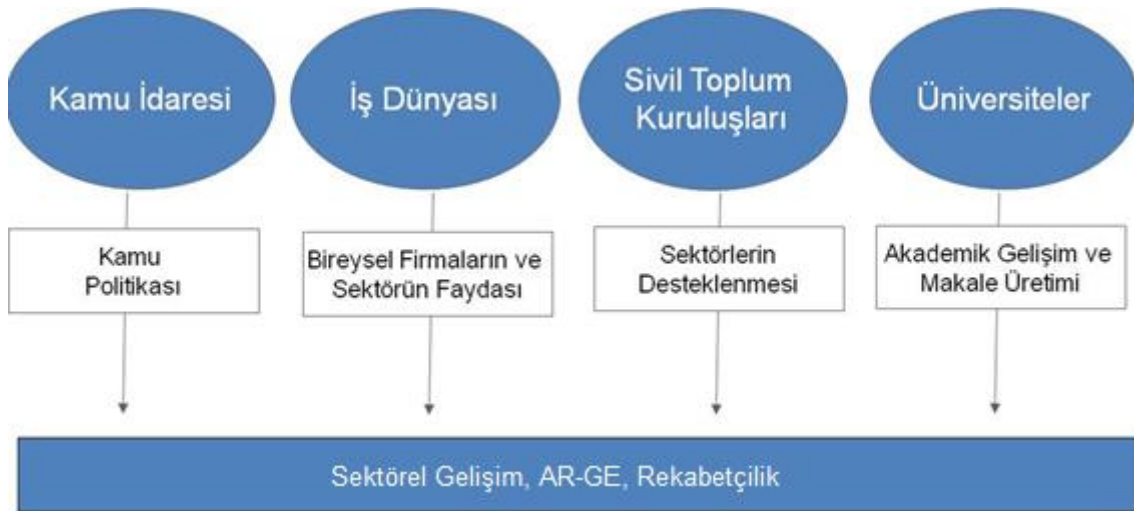 Kamu İdaresi
İş Dünyası
Sivil Toplum
Kuruluşları
Üniversiteler
Kamu
Politikası
Bireysel Firmaların ve
Sektörün Faydası
Sektörlerin
Desteklenmesi
Akademik Gelişim ve
Makale Üretimi
Sektörel Gelişim, AR-GE, Rekabetçilik